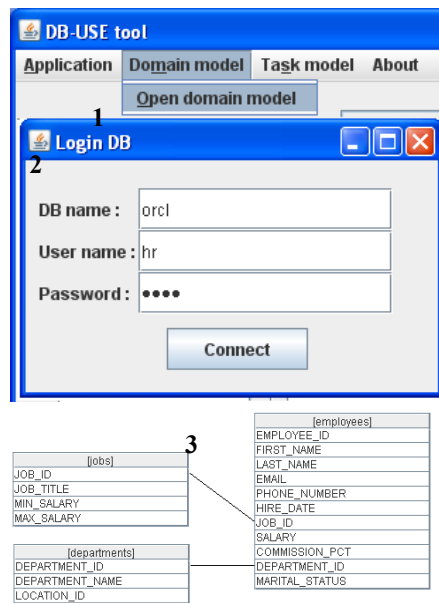 DB-USE tool
Application Domain model Task model About
Open domain model
1
Login DB
2
DB name : orcl
User name : hr
Password : ••••
Connect
3
[jobs]
JOB_ID
JOB_TITLE
MIN_SALARY
MAX_SALARY
[departments]
DEPARTMENT_ID
DEPARTMENT_NAME
LOCATION_ID
[employees]
EMPLOYEE_ID
FIRST_NAME
LAST_NAME
EMAIL
PHONE_NUMBER
HIRE_DATE
JOB_ID
SALARY
COMMISSION_PCT
DEPARTMENT_ID
MARITAL_STATUS